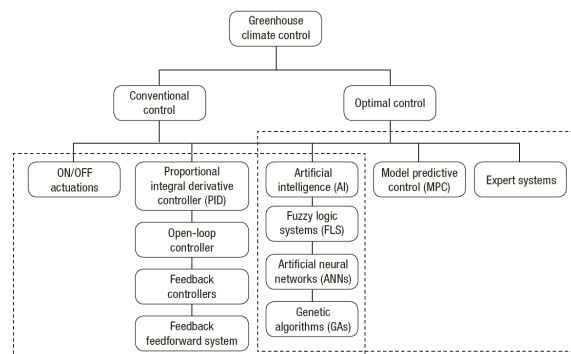 Greenhouse
climate control
Conventional
control
Optimal control
ON/OFF
actuations
Proportional
integral derivative
controller (PID)
Artificial
intelligence (AI)
Model predictive
control (MPC)
Expert systems
Open-loop
controller
Fuzzy logic
systems (FLS)
Feedback
controllers
Artificial neural
networks (ANNs)
Feedback
feedforward system
Genetic
algorithms (GAs)